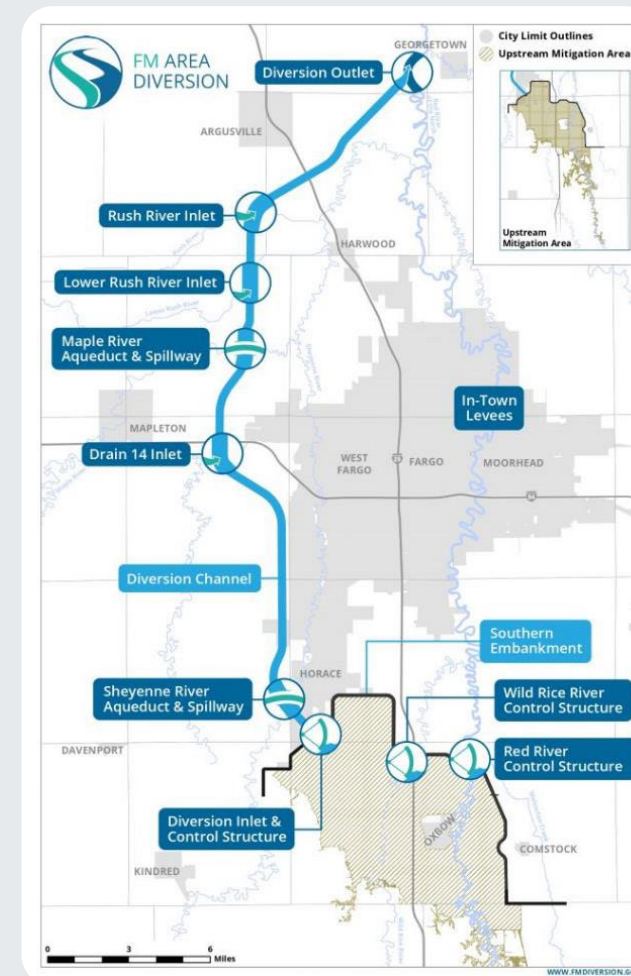 FM AREA
DIVERSION
GEORGETOWN
Diversion Outlet
City Limit Outlines
Upstream Mitigation Area
Upstream
Mitigation Area
ARGUSVILLE
Rush River Inlet
HARWOOD
Lower Rush River Inlet
Maple River
Aqueduct & Spillway
In-Town
Levees
MAPLETON
Drain 14 Inlet
WEST
FARGO
FARGO
MOORHEAD
Diversion Channel
Southern
Embankment
HORACE
Sheyenne River
Aqueduct & Spillway
Wild Rice River
Control Structure
DAVENPORT
Red River
Control Structure
Diversion Inlet &
Control Structure
OXBOW
COMSTOCK
KINDRED
0 3 6
Miles
WWW.FMDIVERSION.G